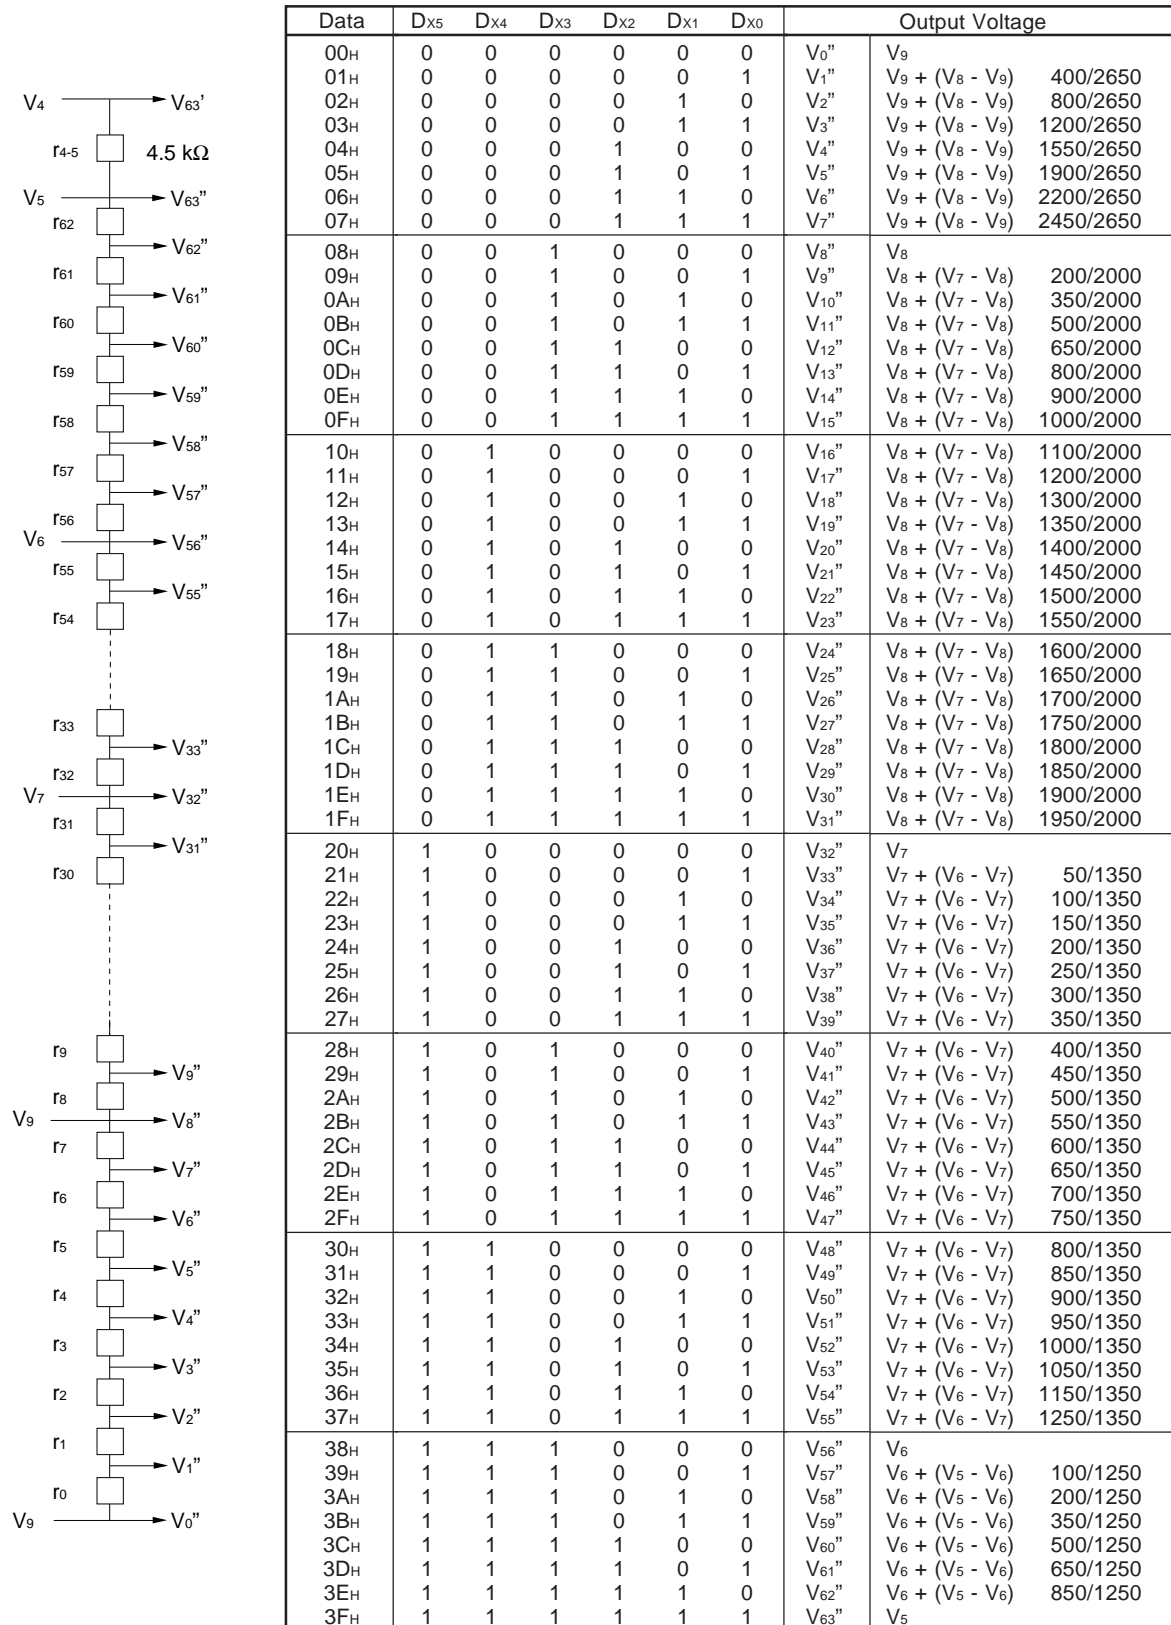 V4 V63’
r4-5 4.5 kΩ
V5 V63”
r62
V62”
r61
V61”
r60
V60”
r59
V59”
r58
V58”
r57
V57”
r56
V6 V56”
r55
V55”
r54
r33
V33”
r32
V7 V32”
r31
V31”
r30
r9
V9”
r8
V9 V8”
r7
V7”
r6
V6”
r5
V5”
r4
V4”
r3
V3”
r2
V2”
r1
V1”
r0
V9 V0”
Data DX5 DX4 DX3 DX2 DX1 DX0 Output Voltage
00H 0 0 0 0 0 0 V0” V9
01H 0 0 0 0 0 1 V1” V9 + (V8 - V9) 400/2650
02H 0 0 0 0 1 0 V2” V9 + (V8 - V9) 800/2650
03H 0 0 0 0 1 1 V3” V9 + (V8 - V9) 1200/2650
04H 0 0 0 1 0 0 V4” V9 + (V8 - V9) 1550/2650
05H 0 0 0 1 0 1 V5” V9 + (V8 - V9) 1900/2650
06H 0 0 0 1 1 0 V6” V9 + (V8 - V9) 2200/2650
07H 0 0 0 1 1 1 V7” V9 + (V8 - V9) 2450/2650
08H 0 0 1 0 0 0 V8” V8
09H 0 0 1 0 0 1 V9” V8 + (V7 - V8) 200/2000
0AH 0 0 1 0 1 0 V10” V8 + (V7 - V8) 350/2000
0BH 0 0 1 0 1 1 V11” V8 + (V7 - V8) 500/2000
0CH 0 0 1 1 0 0 V12” V8 + (V7 - V8) 650/2000
0DH 0 0 1 1 0 1 V13” V8 + (V7 - V8) 800/2000
0EH 0 0 1 1 1 0 V14” V8 + (V7 - V8) 900/2000
0FH 0 0 1 1 1 1 V15” V8 + (V7 - V8) 1000/2000
10H 0 1 0 0 0 0 V16” V8 + (V7 - V8) 1100/2000
11H 0 1 0 0 0 1 V17” V8 + (V7 - V8) 1200/2000
12H 0 1 0 0 1 0 V18” V8 + (V7 - V8) 1300/2000
13H 0 1 0 0 1 1 V19” V8 + (V7 - V8) 1350/2000
14H 0 1 0 1 0 0 V20” V8 + (V7 - V8) 1400/2000
15H 0 1 0 1 0 1 V21” V8 + (V7 - V8) 1450/2000
16H 0 1 0 1 1 0 V22” V8 + (V7 - V8) 1500/2000
17H 0 1 0 1 1 1 V23” V8 + (V7 - V8) 1550/2000
18H 0 1 1 0 0 0 V24” V8 + (V7 - V8) 1600/2000
19H 0 1 1 0 0 1 V25” V8 + (V7 - V8) 1650/2000
1AH 0 1 1 0 1 0 V26” V8 + (V7 - V8) 1700/2000
1BH 0 1 1 0 1 1 V27” V8 + (V7 - V8) 1750/2000
1CH 0 1 1 1 0 0 V28” V8 + (V7 - V8) 1800/2000
1DH 0 1 1 1 0 1 V29” V8 + (V7 - V8) 1850/2000
1EH 0 1 1 1 1 0 V30” V8 + (V7 - V8) 1900/2000
1FH 0 1 1 1 1 1 V31” V8 + (V7 - V8) 1950/2000
20H 1 0 0 0 0 0 V32” V7
21H 1 0 0 0 0 1 V33” V7 + (V6 - V7) 50/1350
22H 1 0 0 0 1 0 V34” V7 + (V6 - V7) 100/1350
23H 1 0 0 0 1 1 V35” V7 + (V6 - V7) 150/1350
24H 1 0 0 1 0 0 V36” V7 + (V6 - V7) 200/1350
25H 1 0 0 1 0 1 V37” V7 + (V6 - V7) 250/1350
26H 1 0 0 1 1 0 V38” V7 + (V6 - V7) 300/1350
27H 1 0 0 1 1 1 V39” V7 + (V6 - V7) 350/1350
28H 1 0 1 0 0 0 V40” V7 + (V6 - V7) 400/1350
29H 1 0 1 0 0 1 V41” V7 + (V6 - V7) 450/1350
2AH 1 0 1 0 1 0 V42” V7 + (V6 - V7) 500/1350
2BH 1 0 1 0 1 1 V43” V7 + (V6 - V7) 550/1350
2CH 1 0 1 1 0 0 V44” V7 + (V6 - V7) 600/1350
2DH 1 0 1 1 0 1 V45” V7 + (V6 - V7) 650/1350
2EH 1 0 1 1 1 0 V46” V7 + (V6 - V7) 700/1350
2FH 1 0 1 1 1 1 V47” V7 + (V6 - V7) 750/1350
30H 1 1 0 0 0 0 V48” V7 + (V6 - V7) 800/1350
31H 1 1 0 0 0 1 V49” V7 + (V6 - V7) 850/1350
32H 1 1 0 0 1 0 V50” V7 + (V6 - V7) 900/1350
33H 1 1 0 0 1 1 V51” V7 + (V6 - V7) 950/1350
34H 1 1 0 1 0 0 V52” V7 + (V6 - V7) 1000/1350
35H 1 1 0 1 0 1 V53” V7 + (V6 - V7) 1050/1350
36H 1 1 0 1 1 0 V54” V7 + (V6 - V7) 1150/1350
37H 1 1 0 1 1 1 V55” V7 + (V6 - V7) 1250/1350
38H 1 1 1 0 0 0 V56” V6
39H 1 1 1 0 0 1 V57” V6 + (V5 - V6) 100/1250
3AH 1 1 1 0 1 0 V58” V6 + (V5 - V6) 200/1250
3BH 1 1 1 0 1 1 V59” V6 + (V5 - V6) 350/1250
3CH 1 1 1 1 0 0 V60” V6 + (V5 - V6) 500/1250
3DH 1 1 1 1 0 1 V61” V6 + (V5 - V6) 650/1250
3EH 1 1 1 1 1 0 V62” V6 + (V5 - V6) 850/1250
3FH 1 1 1 1 1 1 V63” V5